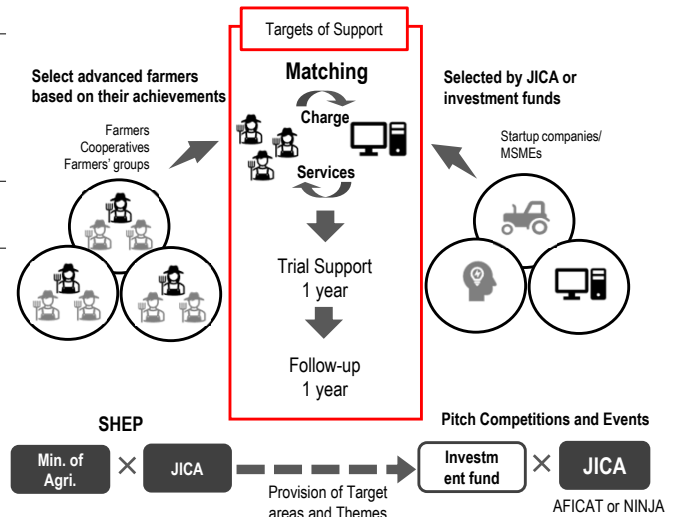 Targets of Support
Select advanced farmers
based on their achievements
Farmers
Cooperatives
Farmers' groups
Matching
Charge
Services
Trial Support
1 year
Follow-up
1 year
Selected by JICA or
investment funds
Startup companies/
MSMEs
SHEP
Min. of
Agri.
×
JICA
Provision of Target
areas and Themes
Pitch Competitions and Events
Investm
ent fund
×
JICA
AFICAT or NINJA